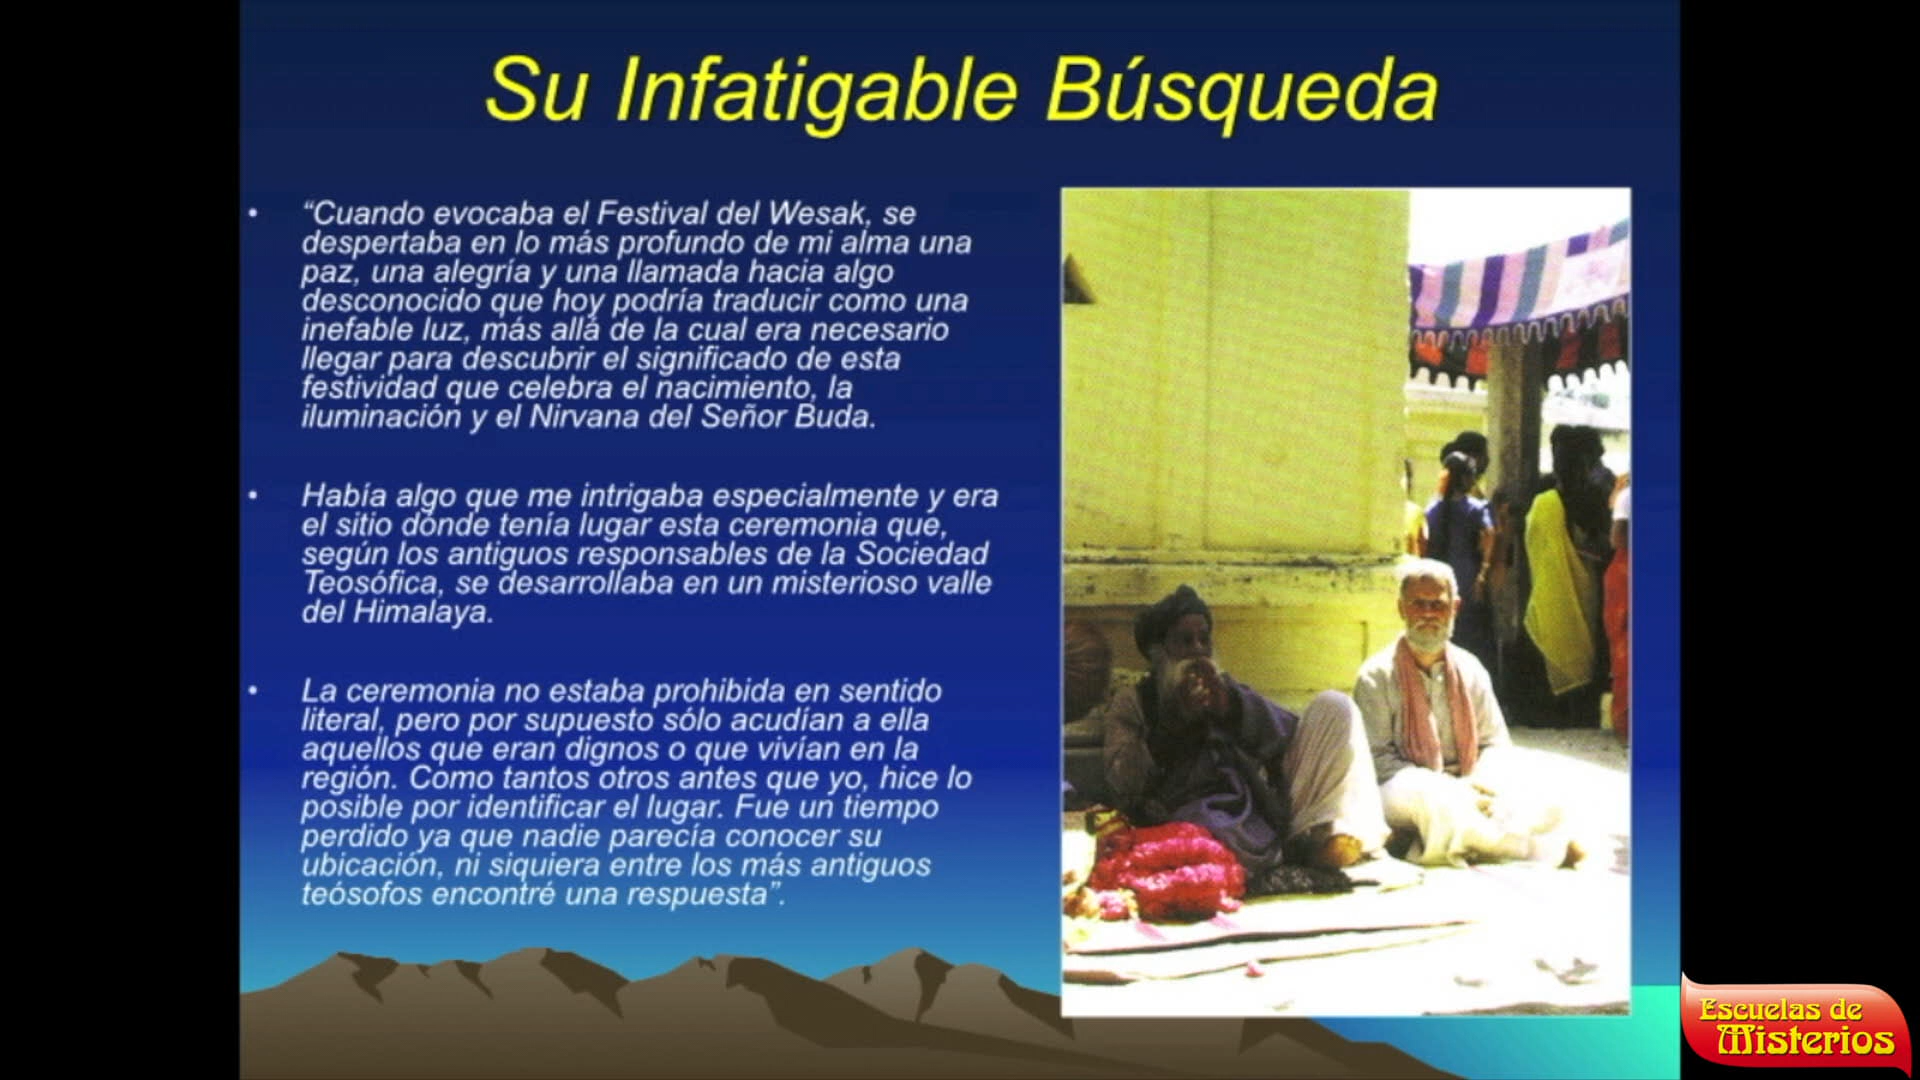 Su Infatigable Búsqueda
• “Cuando evocaba el Festival del Wesak, se
despertaba en lo más profundo de mi alma una
paz, una alegría y una llamada hacia algo
desconocido que hoy podría traducir como una
inefable luz, más allá de la cual era necesario
llegar para descubrir el significado de esta
festividad que celebra el nacimiento, la
iluminación y el Nirvana del Señor Buda.
• Había algo que me intrigaba especialmente y era
el sitio dónde tenía lugar esta ceremonia que,
según los antiguos responsables de la Sociedad
Teosófica, se desarrollaba en un misterioso valle
del Himalaya.
• La ceremonia no estaba prohibida en sentido
literal, pero por supuesto sólo acudían a ella
aquellos que eran dignos o que vivían en la
región. Como tantos otros antes que yo, hice lo
posible por identificar el lugar. Fue un tiempo
perdido ya que nadie parecía conocer su
ubicación, ni siquiera entre los más antiguos
teósofos encontré una respuesta”.
Escuelas de
Misterios